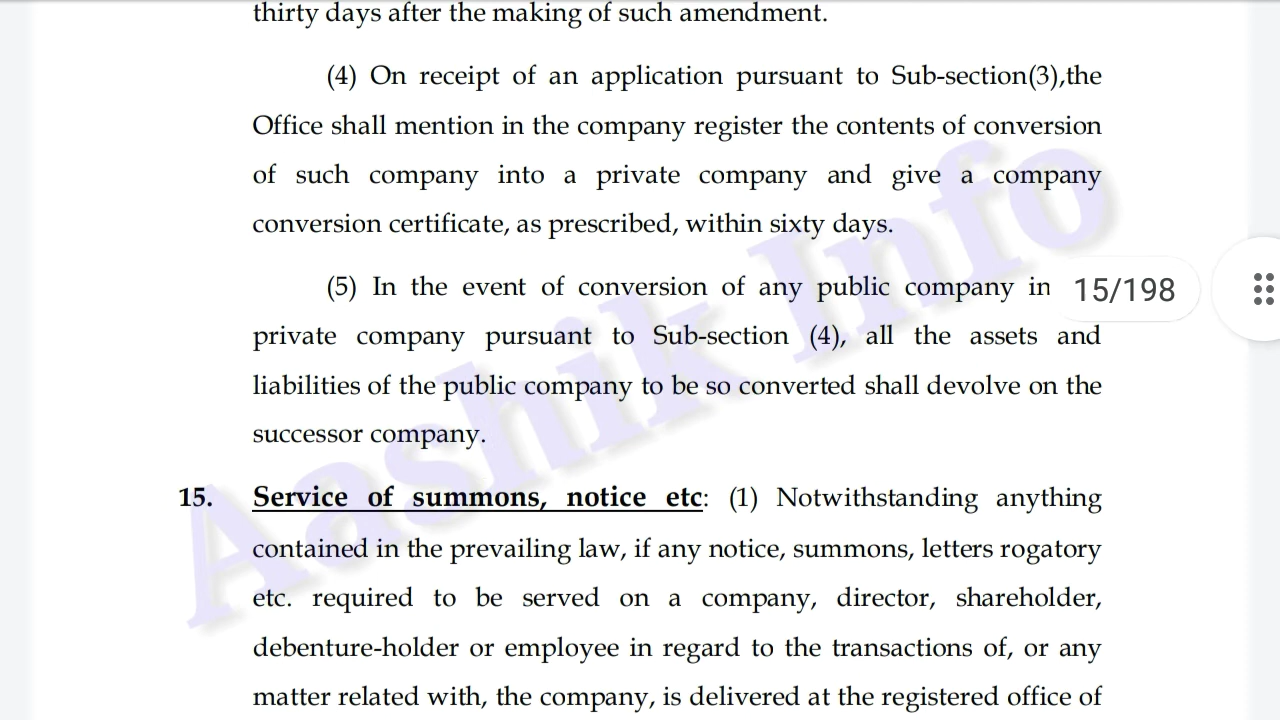 thirty days after the making of such amendment.
(4) On receipt of an application pursuant to Sub-section(3),the
Office shall mention in the company register the contents of conversion
of such company into a private company and give a company
conversion certificate, as prescribed, within sixty days.
(5) In the event of conversion of any public company in
15/198
private company pursuant to Sub-section (4), all the assets and
liabilities of the public company to be so converted shall devolve on the
successor company.
15. Service of summons, notice etc: (1) Notwithstanding anything
contained in the prevailing law, if any notice, summons, letters rogatory
etc. required to be served on a company, director, shareholder,
debenture-holder or employee in regard to the transactions of, or any
matter related with, the company, is delivered at the registered office of
Aashik Info